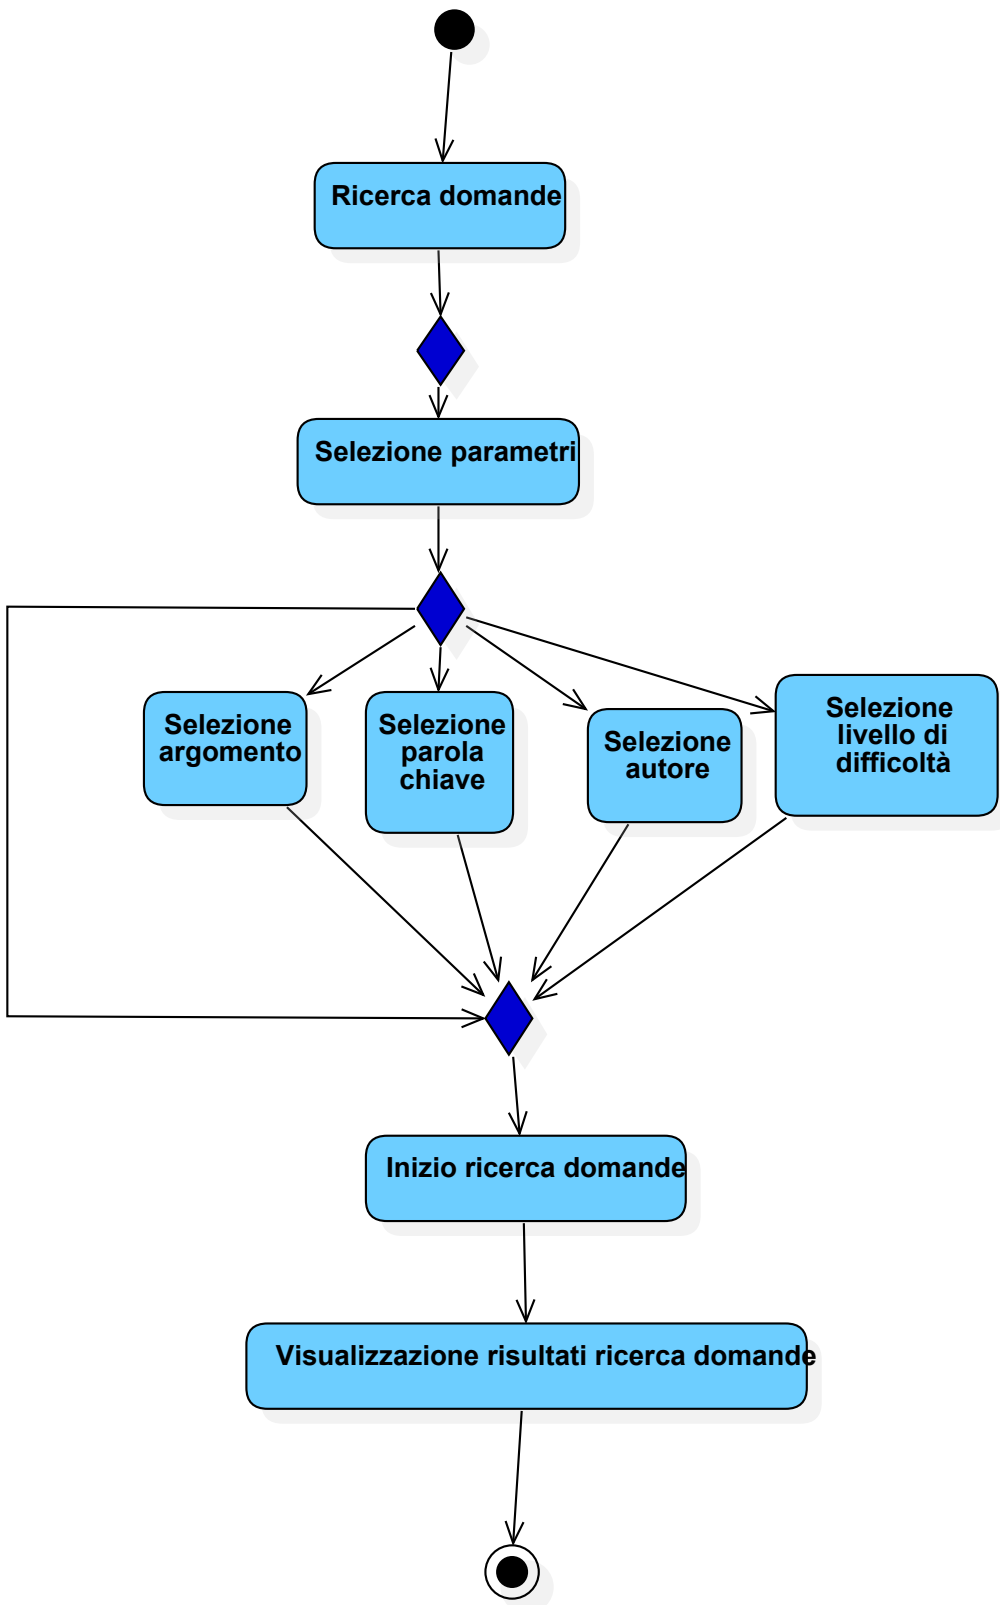 Ricerca domande
Selezione parametri
Selezione
argomento
Selezione
parola
chiave
Selezione
autore
Selezione
livello di
difficoltà
Inizio ricerca domande
Visualizzazione risultati ricerca domande